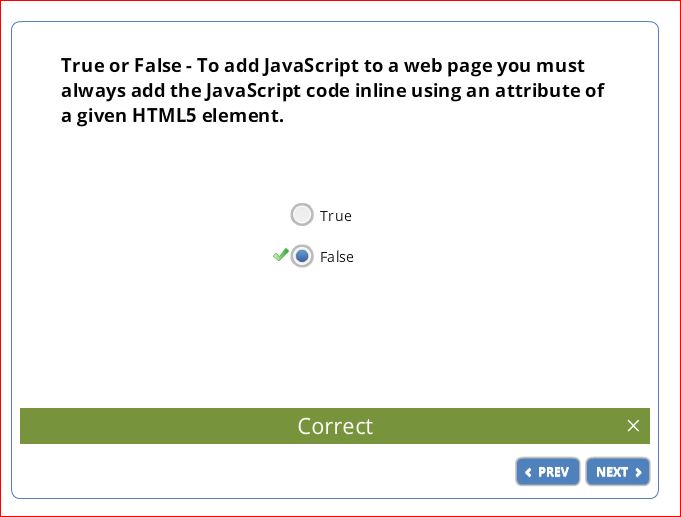 True or False - To add JavaScript to a web page you must
always add the JavaScript code inline using an attribute of
a given HTML5 element.
True
False
Correct
PREV
NEXT